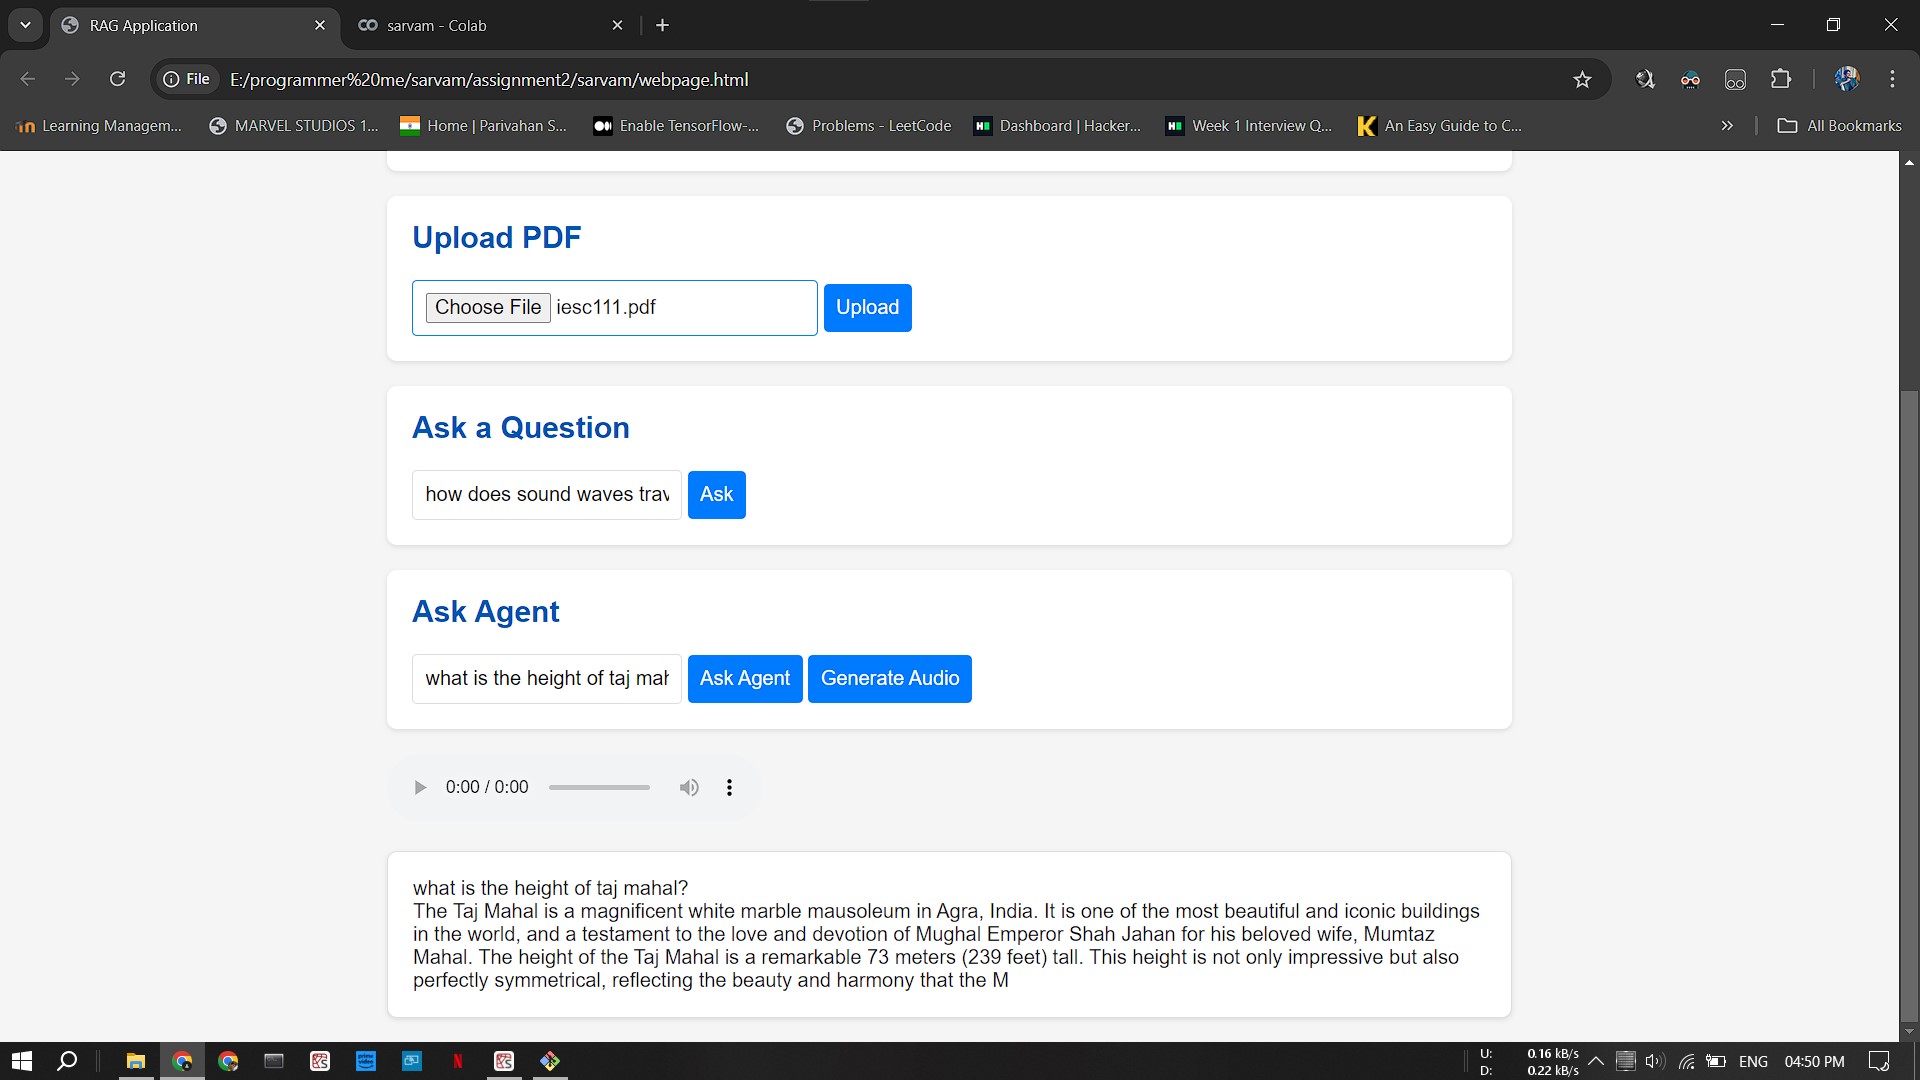 RAG Application
sarvam - Colab
File
E:/programmer%20me/sarvam/assignment2/sarvam/webpage.html
Learning Managem...
MARVEL STUDIOS 1...
Home | Parivahan S...
Enable TensorFlow-...
Problems - LeetCode
Dashboard | Hacker...
Week 1 Interview Q...
An Easy Guide to C...
All Bookmarks
Upload PDF
Choose File iesc111.pdf
Upload
Ask a Question
how does sound waves trav
Ask
Ask Agent
what is the height of taj mah
Ask Agent
Generate Audio
0:00 / 0:00
what is the height of taj mahal?
The Taj Mahal is a magnificent white marble mausoleum in Agra, India. It is one of the most beautiful and iconic buildings
in the world, and a testament to the love and devotion of Mughal Emperor Shah Jahan for his beloved wife, Mumtaz
Mahal. The height of the Taj Mahal is a remarkable 73 meters (239 feet) tall. This height is not only impressive but also
perfectly symmetrical, reflecting the beauty and harmony that the M
U: 0.16 kB/s
D: 0.22 kB/s
ENG
04:50 PM